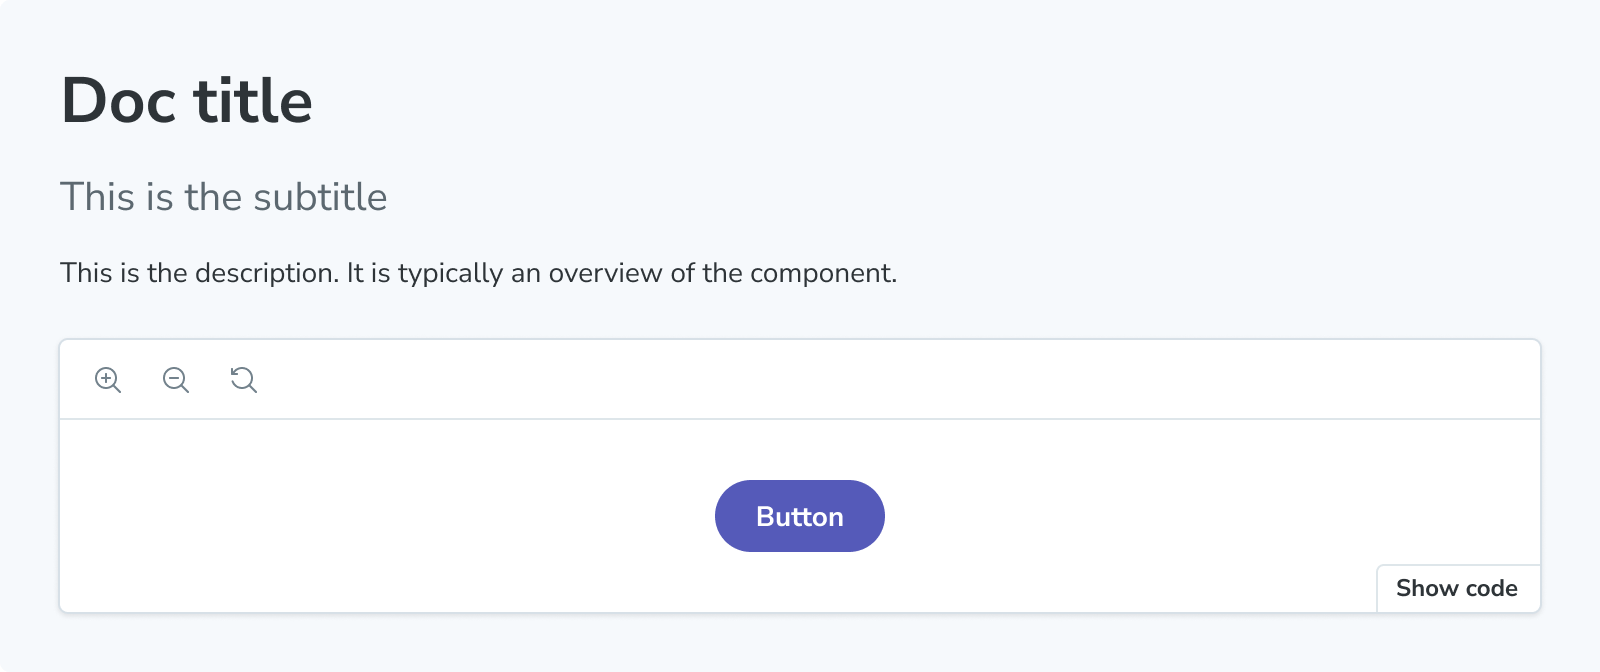 Doc title
This is the subtitle
This is the description. It is typically an overview of the component.
Button
Show code